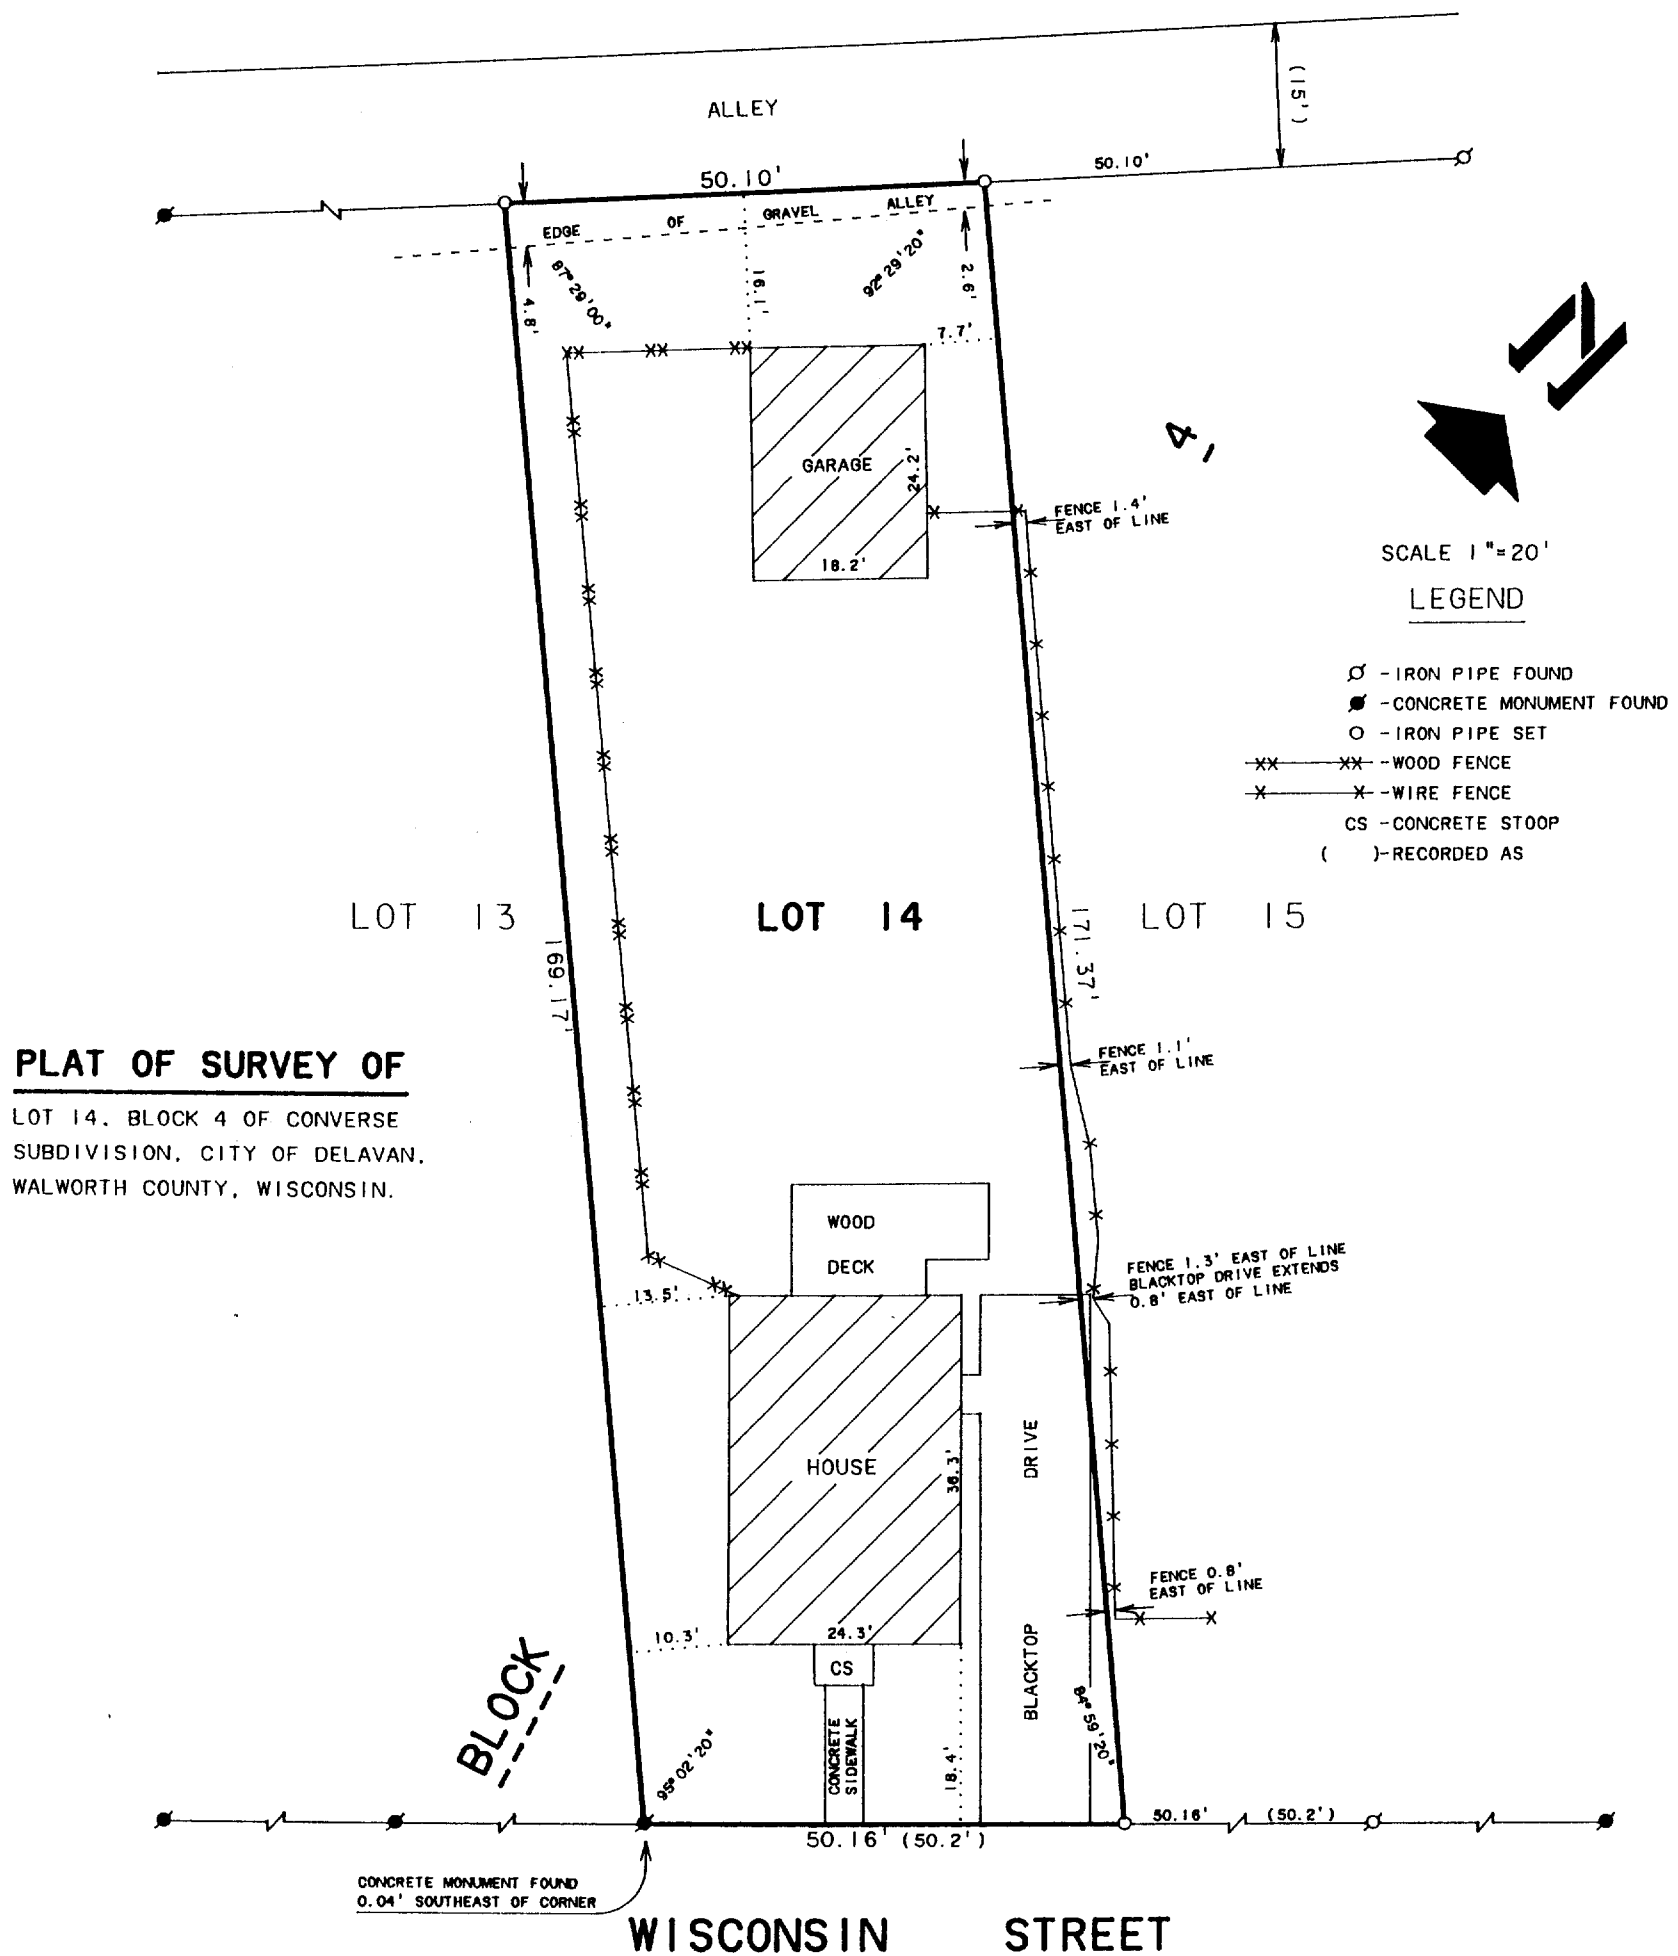 ALLEY
(15')
50.10'
50.10'
EDGE OF GRAVEL ALLEY
4.8'
87°29'00"
16.1'
92°29'20"
2.6'
7.7'
GARAGE
24.2'
18.2'
4
FENCE 1.4'
EAST OF LINE
N
SCALE 1"=20'
LEGEND
-IRON PIPE FOUND
-CONCRETE MONUMENT FOUND
-IRON PIPE SET
XX XX -WOOD FENCE
X X -WIRE FENCE
CS -CONCRETE STOOP
( )-RECORDED AS
LOT 13
LOT 14
LOT 15
169.17'
171.37'
PLAT OF SURVEY OF
LOT 14, BLOCK 4 OF CONVERSE
SUBDIVISION, CITY OF DELAVAN,
WALWORTH COUNTY, WISCONSIN.
FENCE 1.1'
EAST OF LINE
WOOD
DECK
FENCE 1.3' EAST OF LINE
BLACKTOP DRIVE EXTENDS
0.8' EAST OF LINE
13.5'
HOUSE
36.3'
24.3'
BLACKTOP DRIVE
FENCE 0.8'
EAST OF LINE
10.3'
CS
CONCRETE
SIDEWALK
18.4'
84°59'20"
95°02'20"
BLOCK
50.16' (50.2')
50.16' (50.2')
CONCRETE MONUMENT FOUND
0.04' SOUTHEAST OF CORNER
WISCONSIN STREET